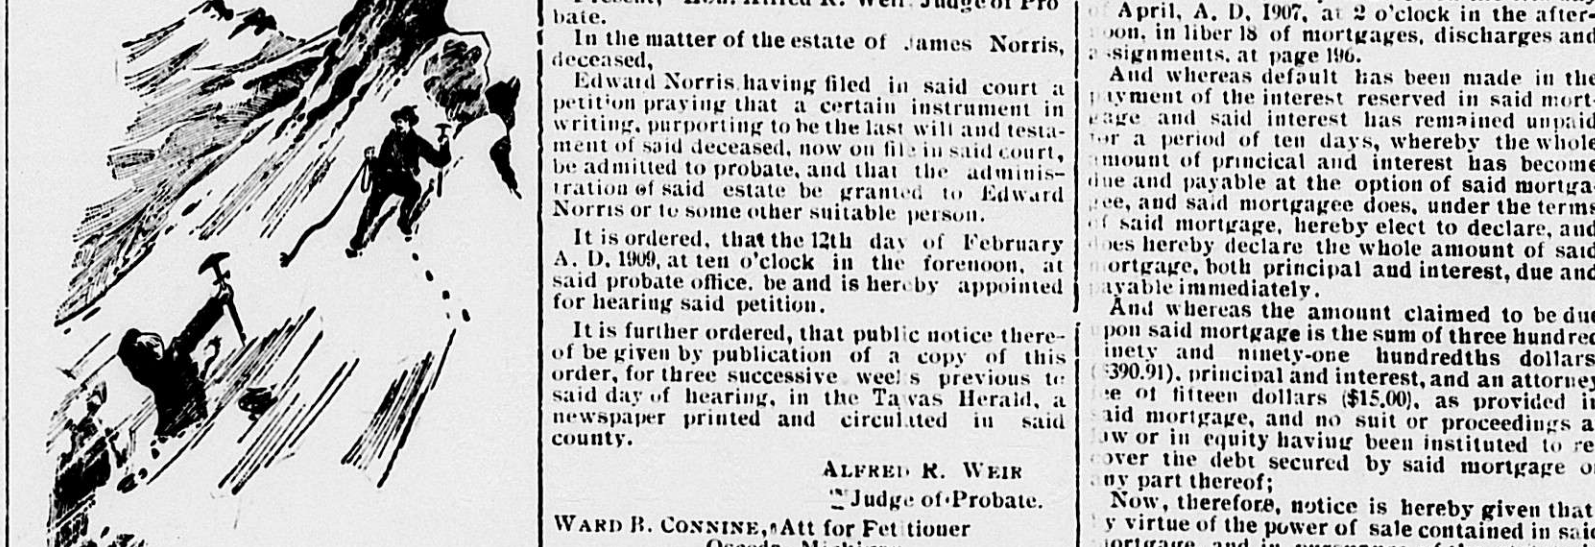 Present, Hon. Alfred R. Weir, Judge of Pro
bate.
In the matter of the estate of James Norris,
deceased,
Edward Norris having filed in said court a
petition praying that a certain instrument in
writing, purporting to be the last will and testa-
ment of said deceased, now on file in said court,
be admitted to probate, and that the adminis-
tration of said estate be granted to Edward
Norris or to some other suitable person.
It is ordered, that the 12th day of February
A. D. 1909, at ten o'clock in the forenoon, at
said probate office, be and is hereby appointed
for hearing said petition.
It is further ordered, that public notice there-
of be given by publication of a copy of this
order, for three successive weeks previous to
said day of hearing, in the Tawas Herald, a
newspaper printed and circulated in said
county.
ALFRED R. WEIR
Judge of Probate.
WARD B. CONNINE, Att for Petitioner
Oscoda, Michigan
of April, A. D. 1907, at 2 o'clock in the after-
noon, in liber 18 of mortgages, discharges and
assignments, at page 196.
And whereas default has been made in the
payment of the interest reserved in said mort-
gage and said interest has remained unpaid
for a period of ten days, whereby the whole
amount of princical and interest has become
due and payable at the option of said mortga-
gee, and said mortgagee does, under the terms
of said mortgage, hereby elect to declare, and
does hereby declare the whole amount of said
mortgage, both principal and interest, due and
payable immediately.
And whereas the amount claimed to be due
upon said mortgage is the sum of three hundred
ninety and ninety-one hundredths dollars
($390.91), principal and interest, and an attorney
fee of fifteen dollars ($15.00), as provided in
said mortgage, and no suit or proceedings a
law or in equity having been instituted to re
cover the debt secured by said mortgage o
any part thereof;
Now, therefore, notice is hereby given that
by virtue of the power of sale contained in said
mortgage, and in pursuance of